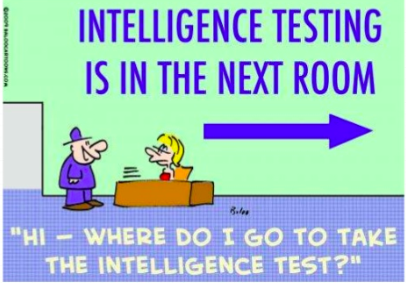 INTELLIGENCE TESTING
IS IN THE NEXT ROOM
"HI – WHERE DO I GO TO TAKE
THE INTELLIGENCE TEST?"